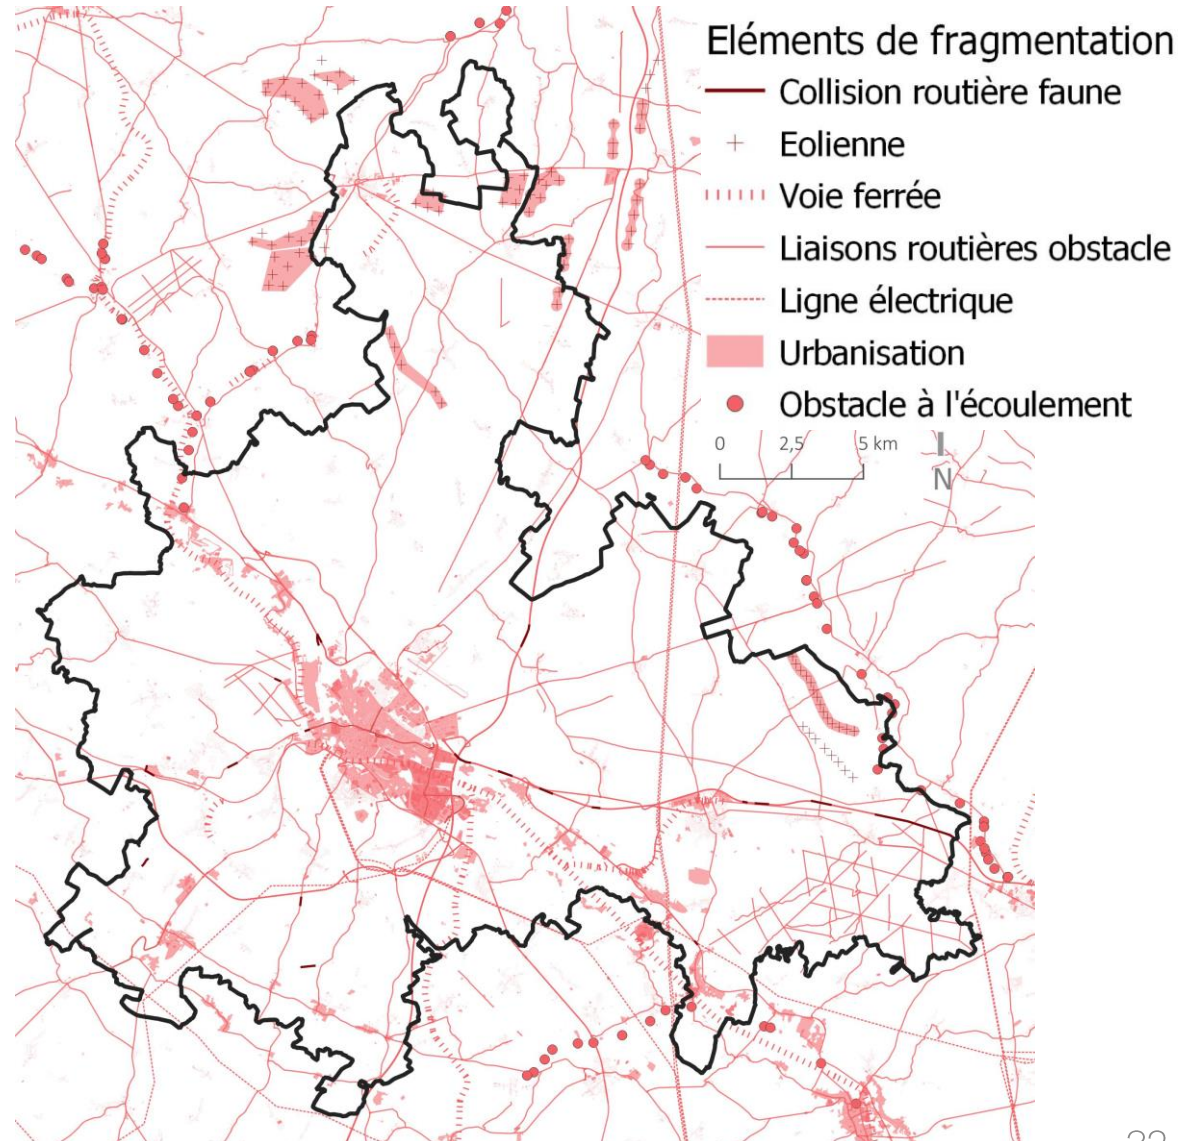 Eléments de fragmentation
Collision routière faune
Eolienne
Voie ferrée
Liaisons routières obstacle
Ligne électrique
Urbanisation
Obstacle à l'écoulement
0 2,5 5 km
N